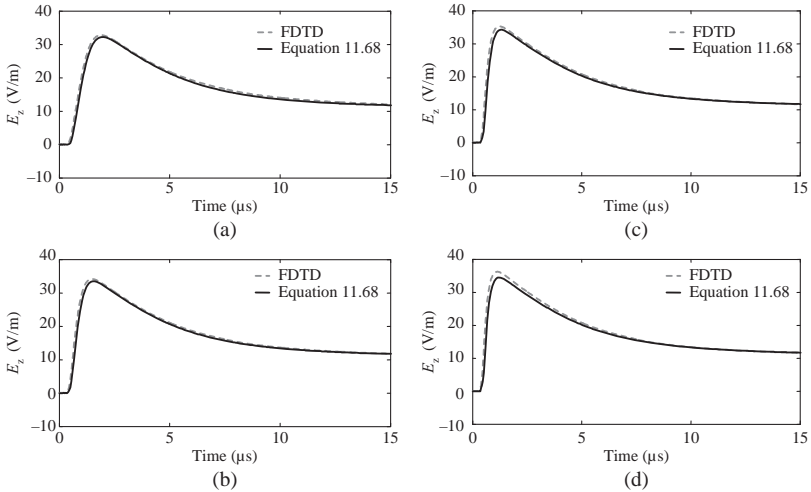 40
30
20
10
0
–10
E_z (V/m)
FDTD
Equation 11.68
0 5 10 15
Time (µs)
(a)
40
30
20
10
0
–10
E_z (V/m)
FDTD
Equation 11.68
0 5 10 15
Time (µs)
(c)
40
30
20
10
0
–10
E_z (V/m)
FDTD
Equation 11.68
0 5 10 15
Time (µs)
(b)
40
30
20
10
0
–10
E_z (V/m)
FDTD
Equation 11.68
0 5 10 15
Time (µs)
(d)